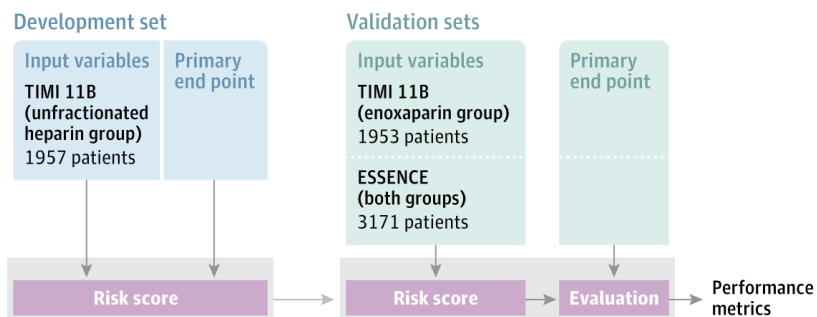 Development set
Input variables
TIMI 11B
(unfractionated
heparin group)
1957 patients
Primary
end point
Risk score
Validation sets
Input variables
TIMI 11B
(enoxaparin group)
1953 patients
ESSENCE
(both groups)
3171 patients
Primary
end point
Risk score
Evaluation
Performance
metrics